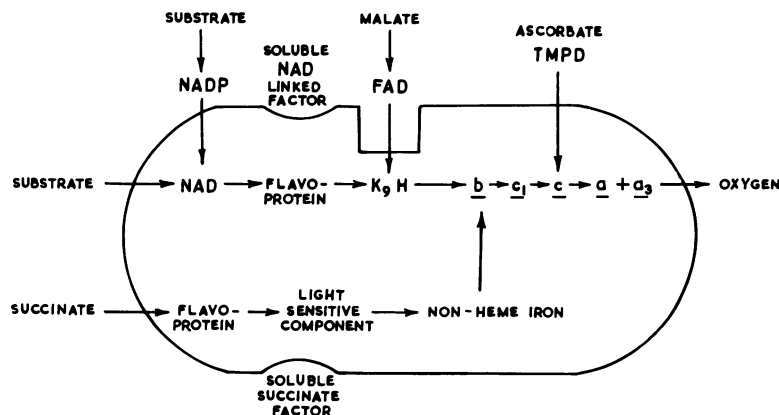 SUBSTRATE
MALATE
ASCORBATE
TMPD
SOLUBLE
NAD
LINKED
FACTOR
NADP
FAD
SUBSTRATE
NAD
FLAVO-
PROTEIN
K9 H
b
c1
c
a + a3
OXYGEN
SUCCINATE
FLAVO-
PROTEIN
LIGHT
SENSITIVE
COMPONENT
NON-HEME IRON
SOLUBLE
SUCCINATE
FACTOR